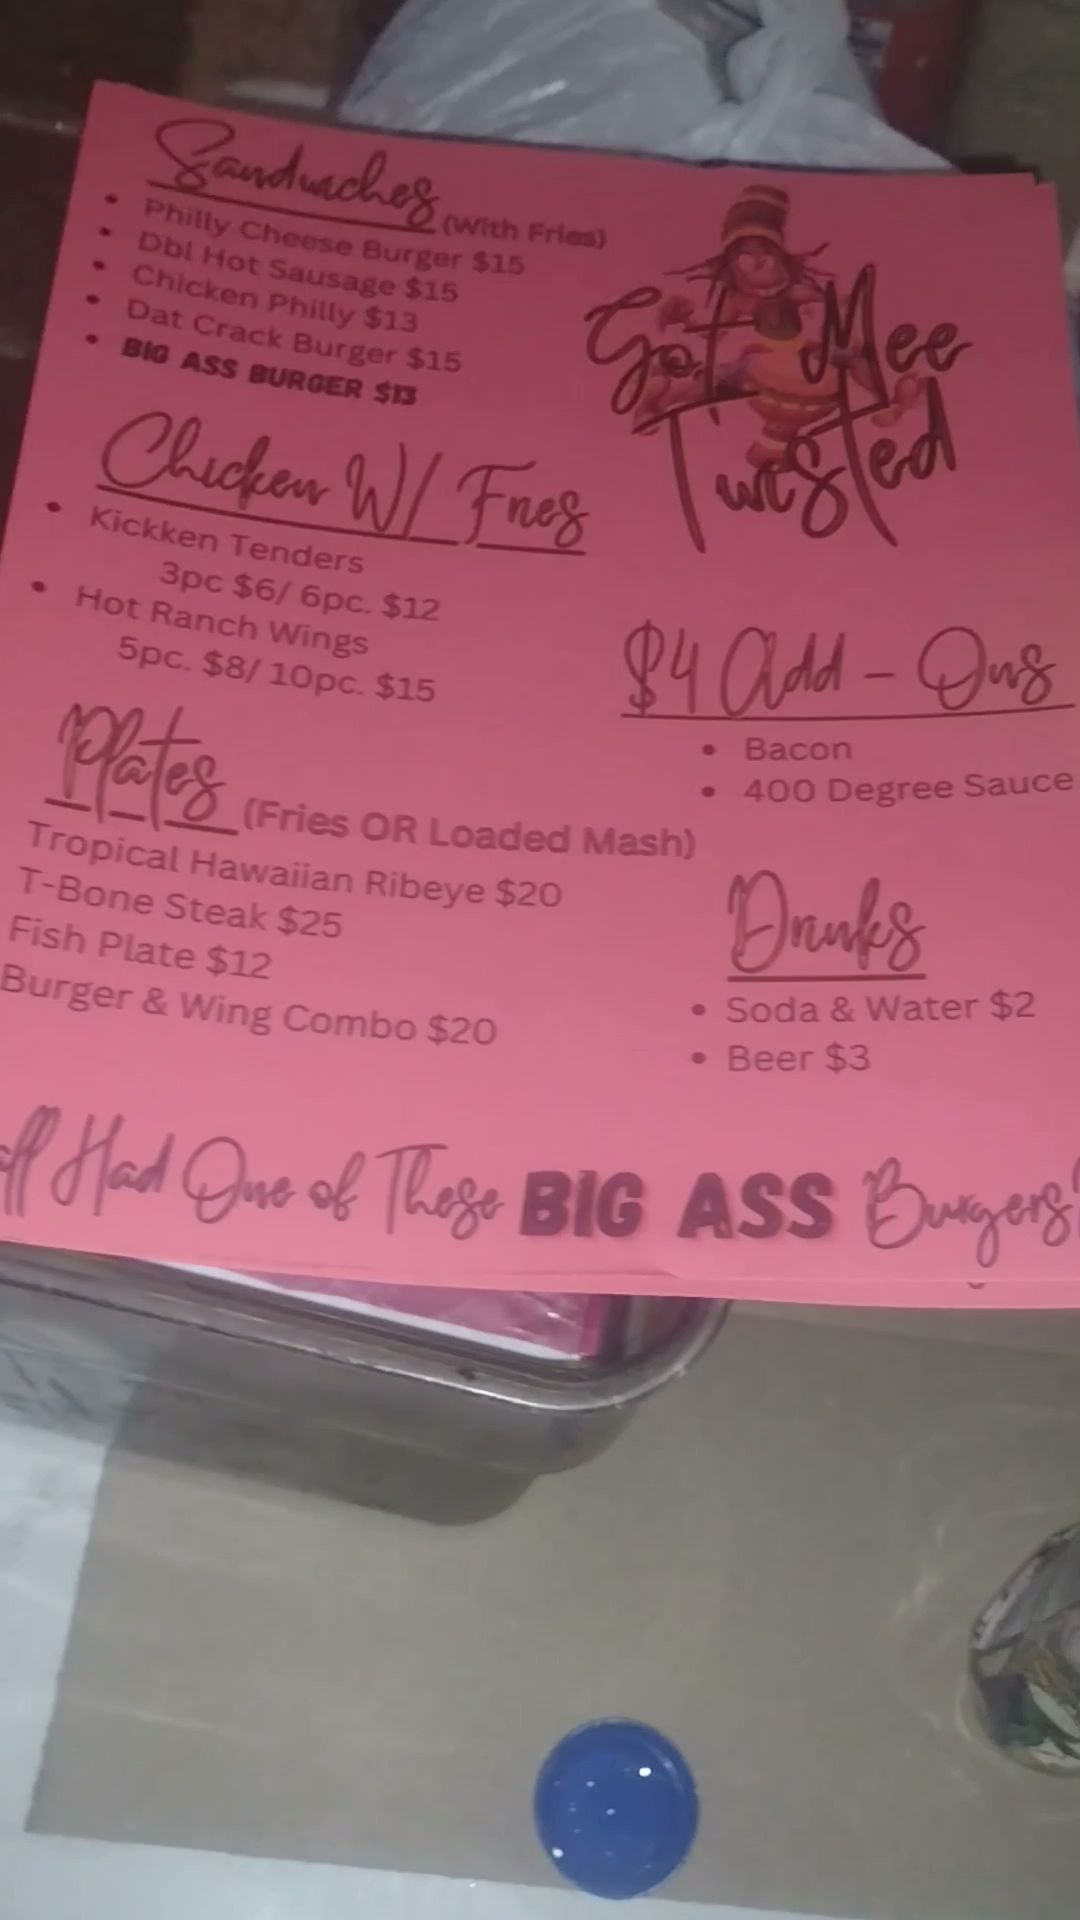 Sandwiches (With Fries)
Philly Cheese Burger $15
Dbl Hot Sausage $15
Chicken Philly $13
Dat Crack Burger $15
BIG ASS BURGER $13
Got Mee
Twisted
Chicken W/ Fries
Kickken Tenders
3pc $6/ 6pc. $12
Hot Ranch Wings
5pc. $8/ 10pc. $15
$4 Add - Ons
Bacon
400 Degree Sauce
Plates (Fries OR Loaded Mash)
Tropical Hawaiian Ribeye $20
T-Bone Steak $25
Fish Plate $12
Burger & Wing Combo $20
Drinks
Soda & Water $2
Beer $3
Had One of These BIG ASS Burgers